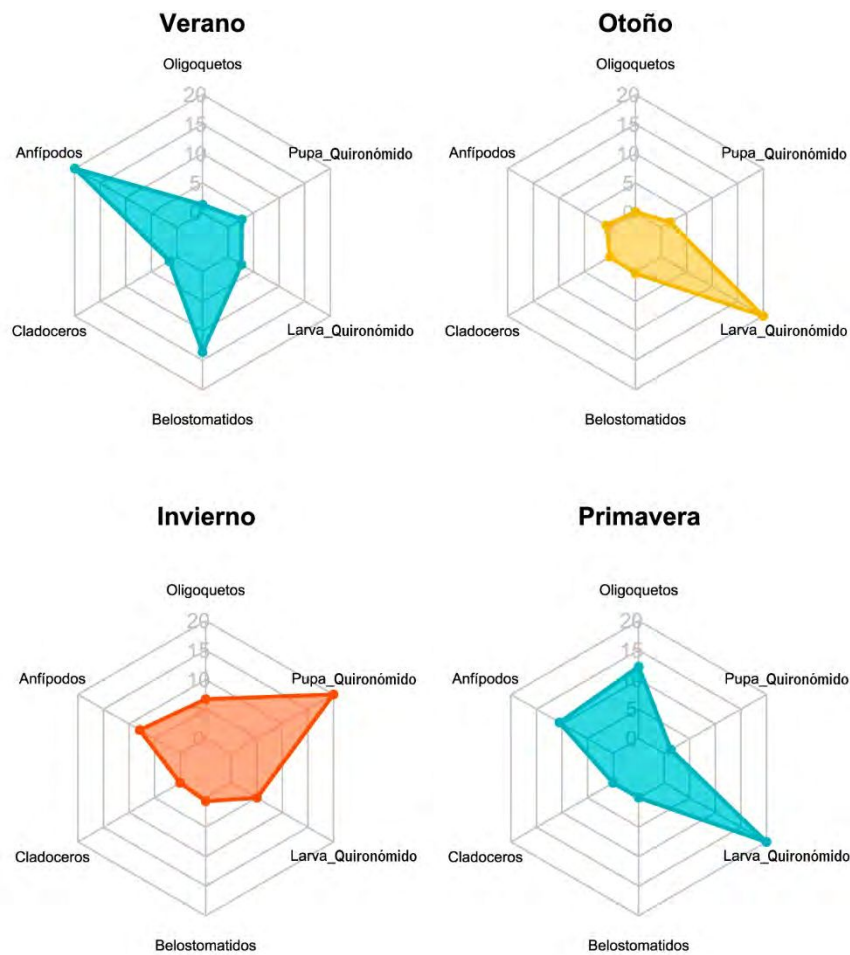 Verano
Oligoquetos
20
15
10
5
0
Anfípodos
Pupa_Quironómido
Cladoceros
Larva_Quironómido
Belostomatidos
Otoño
Oligoquetos
20
15
10
5
0
Anfípodos
Pupa_Quironómido
Cladoceros
Larva_Quironómido
Belostomatidos
Invierno
Oligoquetos
20
15
10
0
Anfípodos
Pupa_Quironómido
Cladoceros
Larva_Quironómido
Belostomatidos
Primavera
Oligoquetos
20
15
10
5
0
Anfípodos
Pupa_Quironómido
Cladoceros
Larva_Quironómido
Belostomatidos